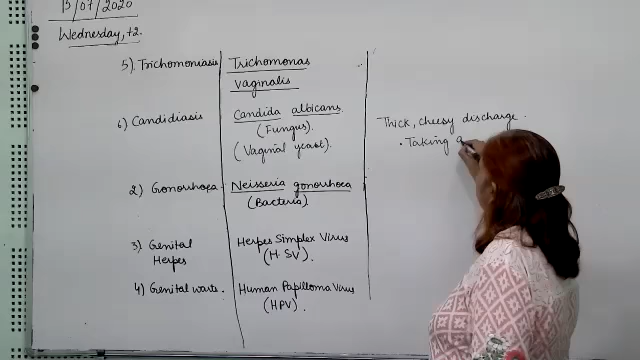 13/07/2020
Wednesday, +2.
5) Trichomoniasis Trichomonas
vaginalis
6) Candidiasis Candida albicans.
(Fungus).
(Vaginal yeast).
Thick, cheesy discharge.
• Taking a
2) Gonorrhoea Neisseria gonorrhoea
(Bacteria)
3) Genital Herpes Simplex Virus
Herpes (HSV).
4) Genital warts. Human Papilloma Virus
(HPV).